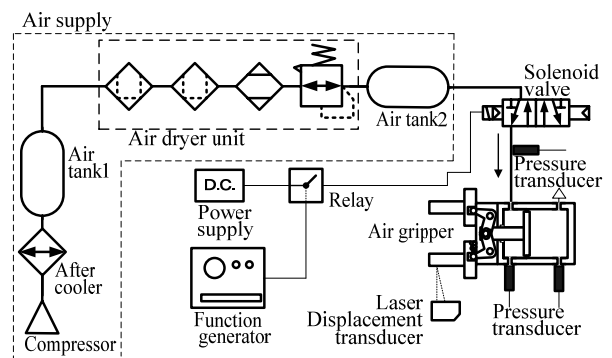 Air supply
Air dryer unit
Air tank2
Solenoid
valve
Air
tank1
D.C.
Power
supply
Relay
Pressure
transducer
Air gripper
After
cooler
Compressor
Function
generator
Laser
Displacement
transducer
Pressure
transducer